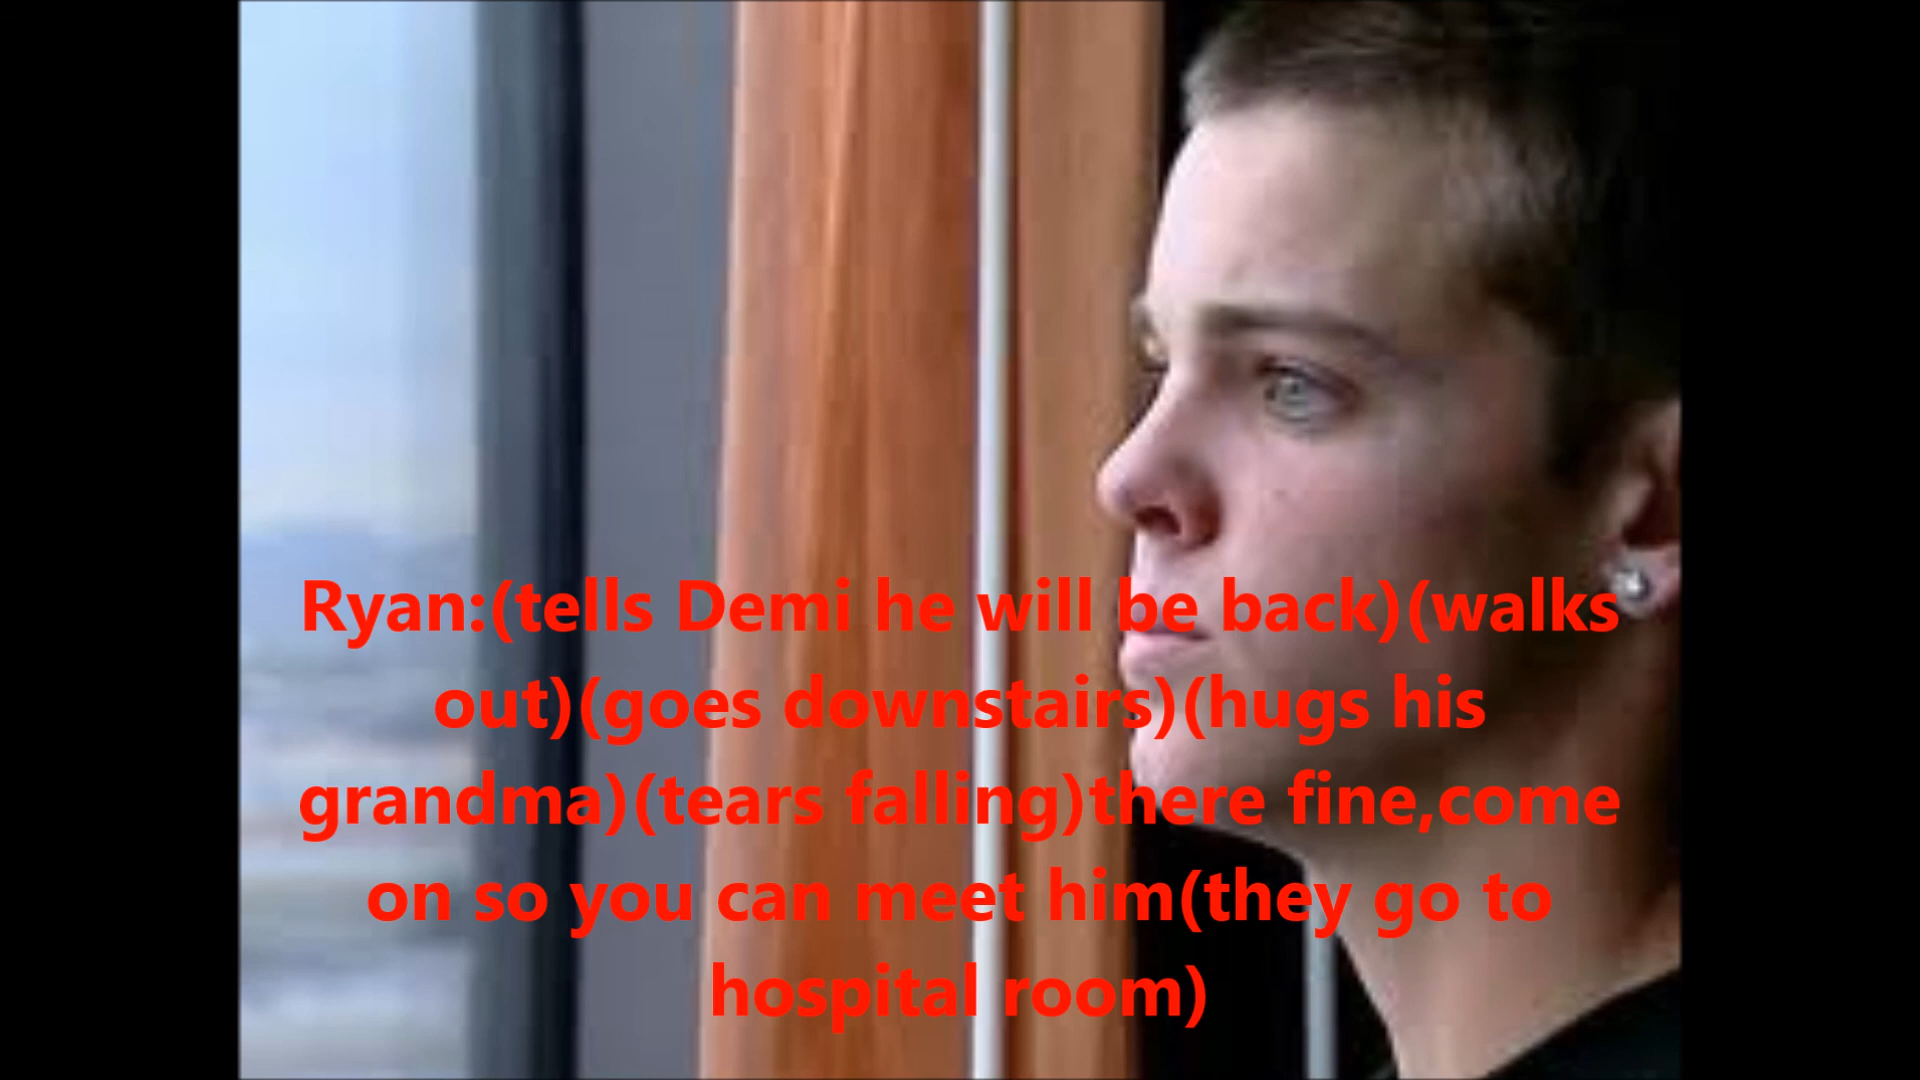 Ryan:(tells Demi he will be back)(walks
out)(goes downstairs)(hugs his
grandma)(tears falling)there fine,come
on so you can meet him(they go to
hospital room)